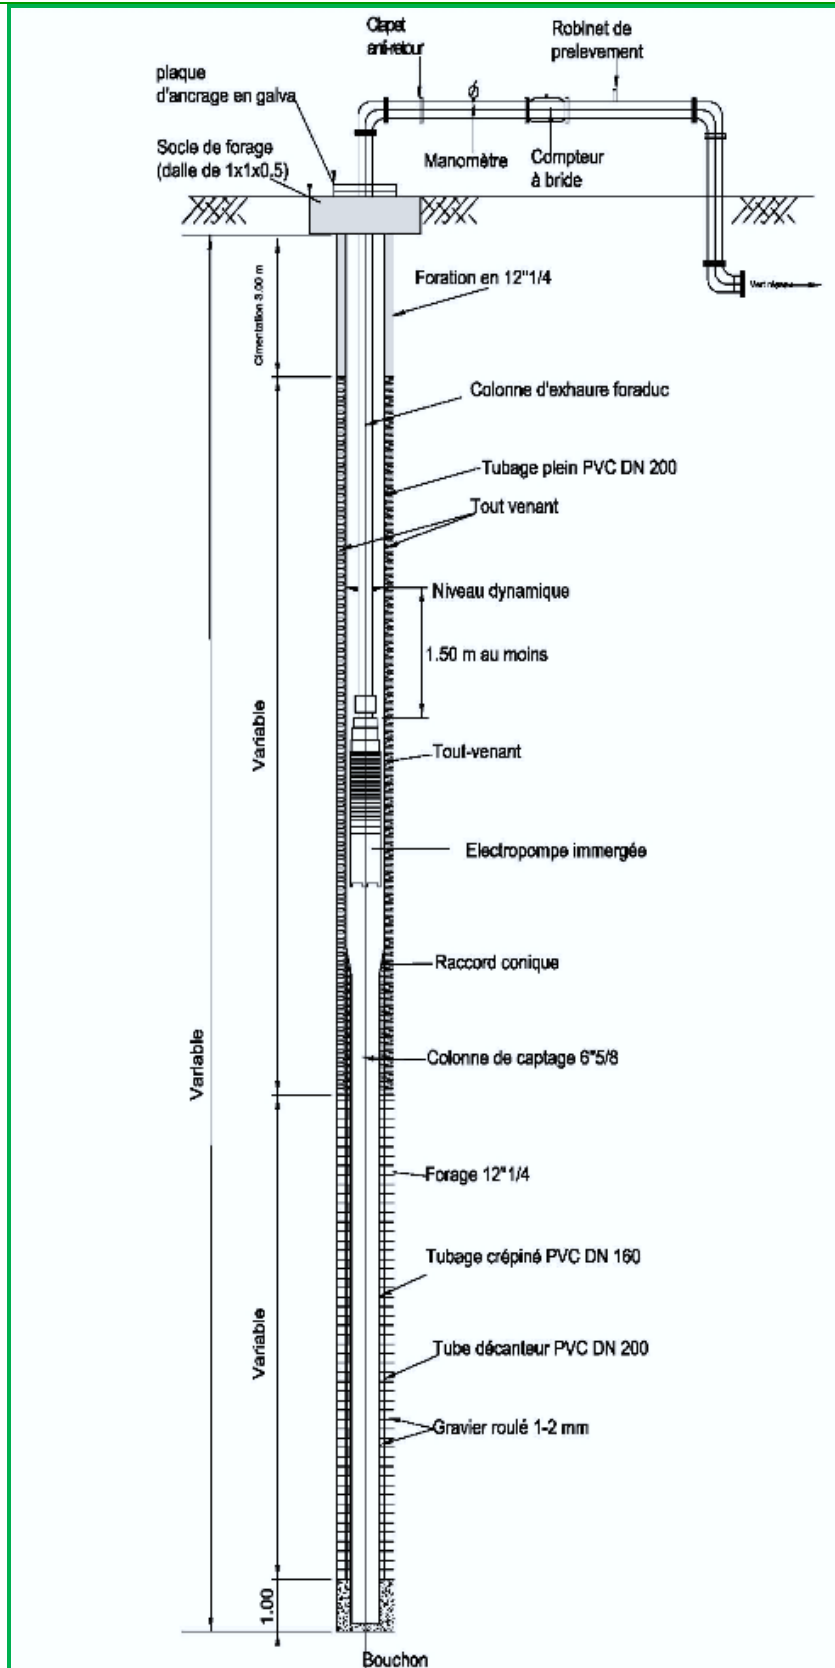 Clapet
anti-retour
Robinet de
prelevement
plaque
d'ancrage en galva
Socle de forage
(dalle de 1x1x0,5)
Manomètre
Compteur
à bride
Foration en 12"1/4
Cimentation 3.00 m
Colonne d'exhaure foraduc
Tubage plein PVC DN 200
Tout venant
Niveau dynamique
1.50 m au moins
Variable
Tout-venant
Electropompe immergée
Raccord conique
Variable
Colonne de captage 6"5/8
Forage 12"1/4
Tubage crépiné PVC DN 160
Variable
Tube décanteur PVC DN 200
Gravier roulé 1-2 mm
1.00
Bouchon